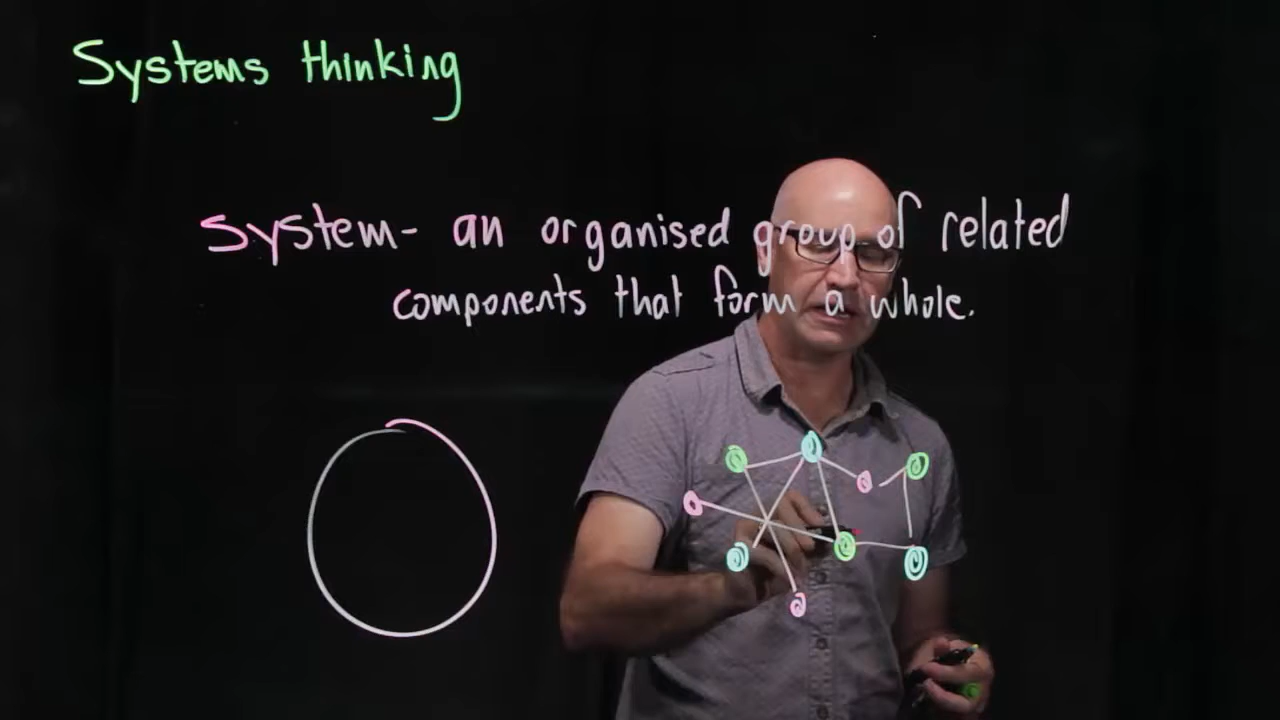 Systems thinking
System- an organised group of related
components that form a whole.